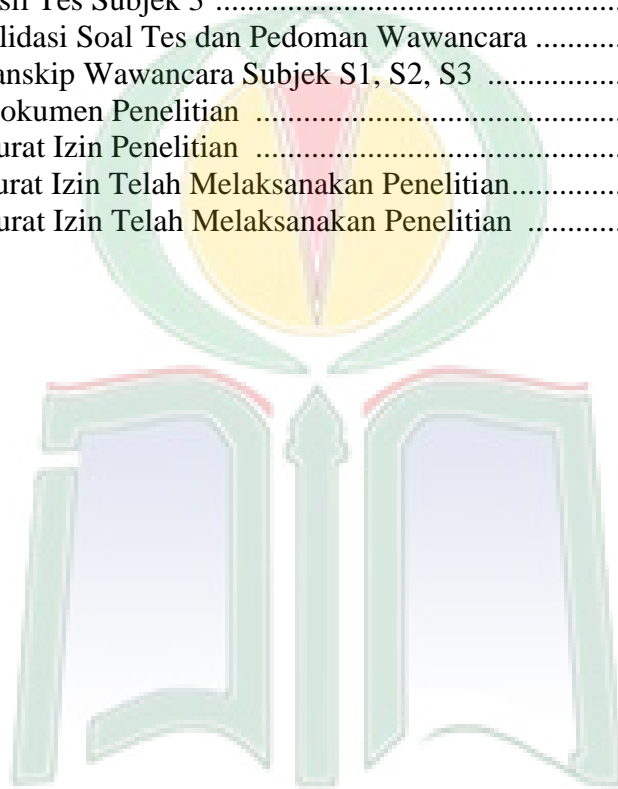 Tes Subjek 3 ........................................................
lidasi Soal Tes dan Pedoman Wawancara ...........
anskip Wawancara Subjek S1, S2, S3 .................
okumen Penelitian ................................................
urat Izin Penelitian ................................................
urat Izin Telah Melaksanakan Penelitian...............
urat Izin Telah Melaksanakan Penelitian .............